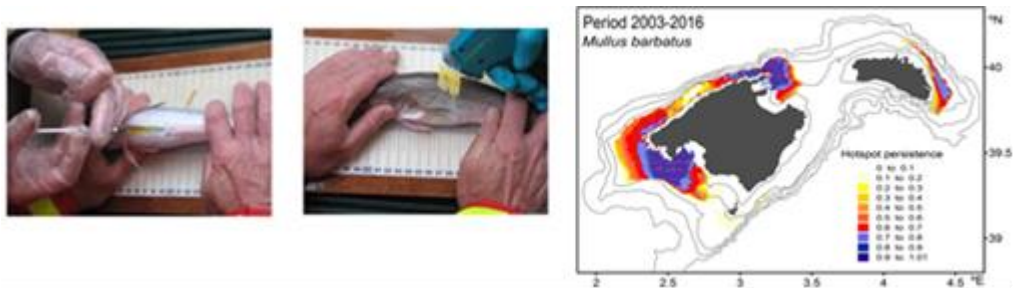 Period 2003-2016
Mullus barbatus
°N
40
39.5
39
Hotspot persistence
0 to 0.1
0.1 to 0.2
0.2 to 0.3
0.3 to 0.4
0.4 to 0.5
0.5 to 0.6
0.6 to 0.7
0.7 to 0.8
0.8 to 0.9
0.9 to 1.01
2
2.5
3
3.5
4
4.5
°E